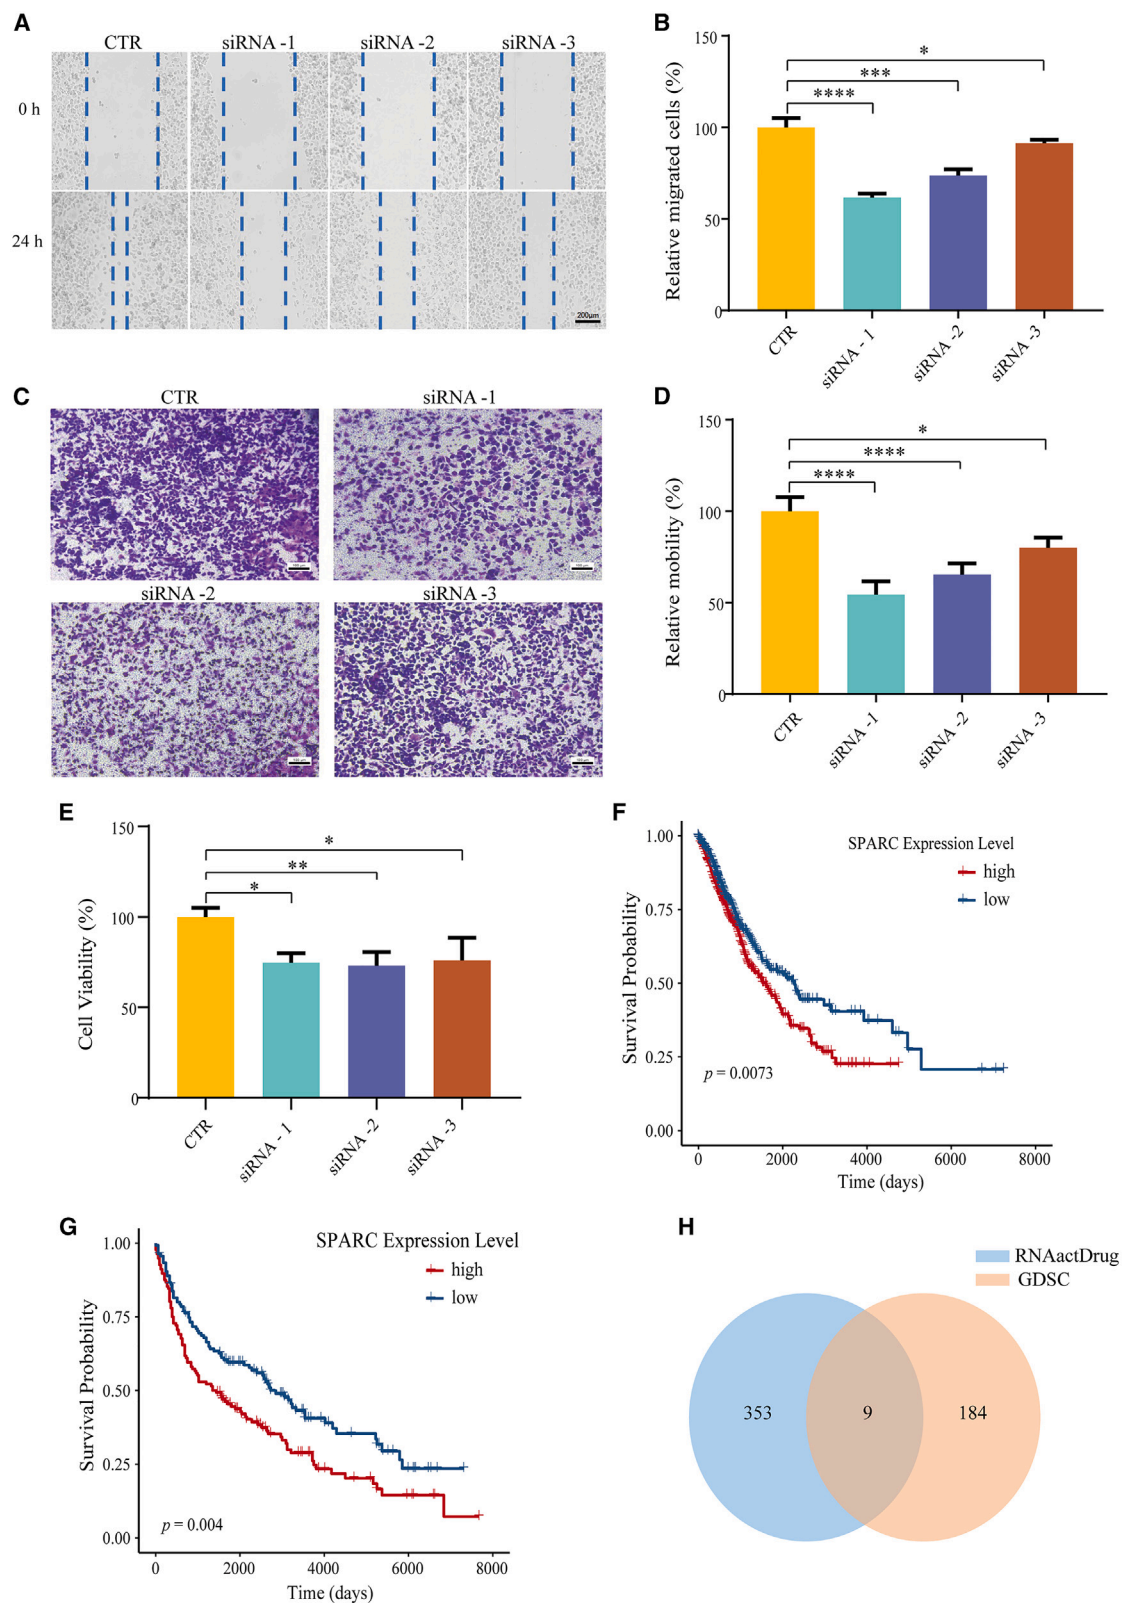 A
CTR siRNA -1 siRNA -2 siRNA -3
0 h
24 h
200μm
B
Relative migrated cells (%)
150
100
50
0
*
***
****
CTR siRNA - 1 siRNA -2 siRNA -3
C
CTR siRNA -1
siRNA -2 siRNA -3
D
Relative mobility (%)
150
100
50
0
*
****
****
CTR siRNA -1 siRNA -2 siRNA -3
E
Cell Viability (%)
150
100
50
0
*
**
*
CTR siRNA - 1 siRNA -2 siRNA -3
F
Survival Probability
1.00
0.75
0.50
0.25
0.00
SPARC Expression Level
high
low
p = 0.0073
0 2000 4000 6000 8000
Time (days)
G
Survival Probability
1.00
0.75
0.50
0.25
0.00
SPARC Expression Level
high
low
p = 0.004
0 2000 4000 6000 8000
Time (days)
H
RNAactDrug
GDSC
353 9 184